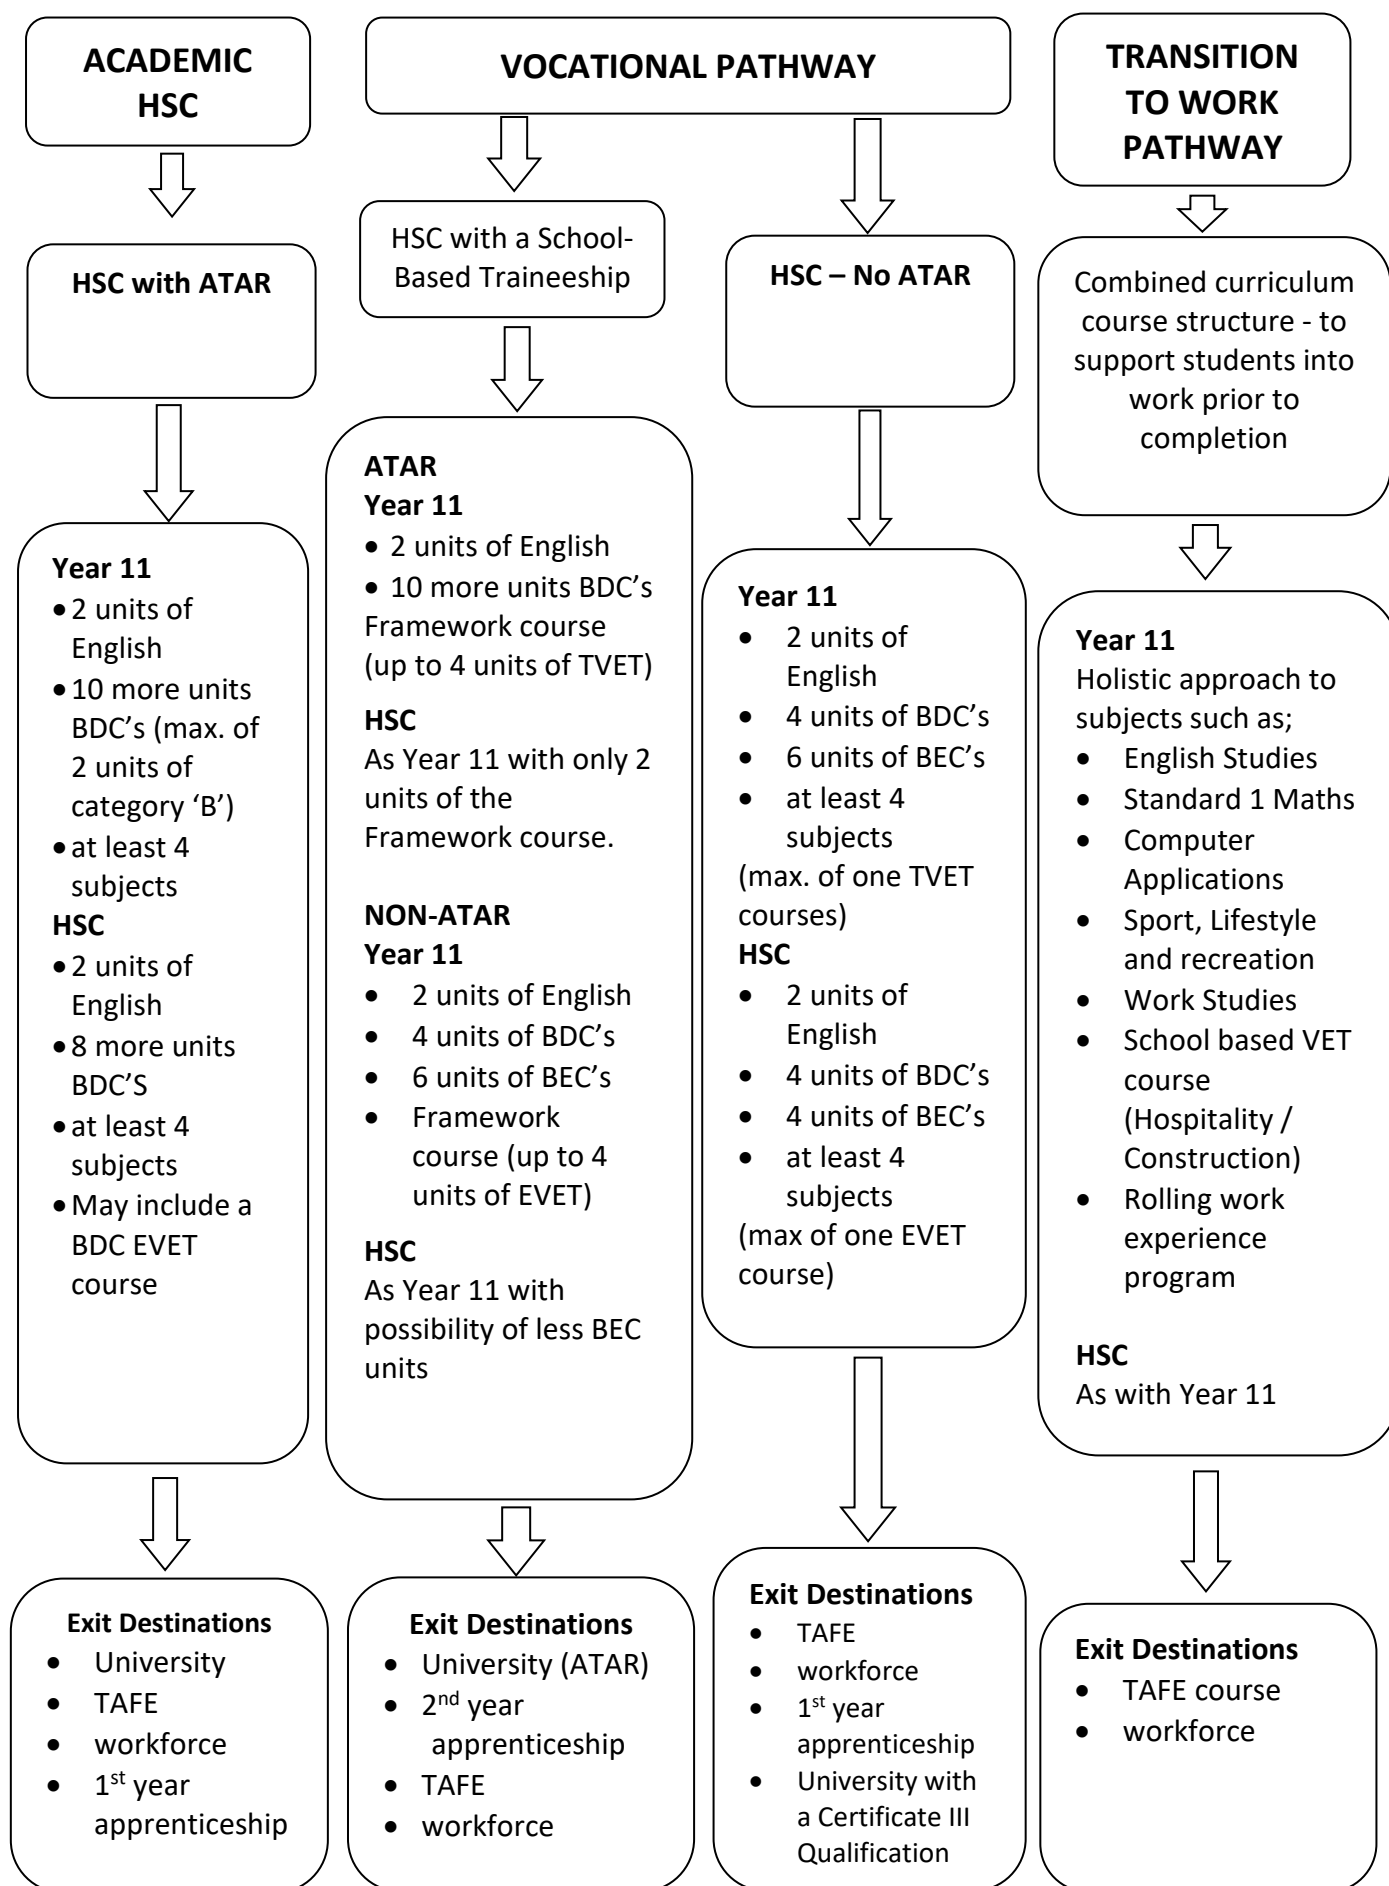 ACADEMIC
HSC
HSC with ATAR
Year 11
• 2 units of
English
• 10 more units
BDC’s (max. of
2 units of
category ‘B’)
• at least 4
subjects
HSC
• 2 units of
English
• 8 more units
BDC’S
• at least 4
subjects
• May include a
BDC EVET
course
Exit Destinations
• University
• TAFE
• workforce
• 1st year
apprenticeship
VOCATIONAL PATHWAY
HSC with a School-
Based Traineeship
ATAR
Year 11
• 2 units of English
• 10 more units BDC’s
Framework course
(up to 4 units of TVET)
HSC
As Year 11 with only 2
units of the
Framework course.
NON-ATAR
Year 11
• 2 units of English
• 4 units of BDC’s
• 6 units of BEC’s
• Framework
course (up to 4
units of EVET)
HSC
As Year 11 with
possibility of less BEC
units
Exit Destinations
• University (ATAR)
• 2nd year
apprenticeship
• TAFE
• workforce
HSC – No ATAR
Year 11
• 2 units of
English
• 4 units of BDC’s
• 6 units of BEC’s
• at least 4
subjects
(max. of one TVET
courses)
HSC
• 2 units of
English
• 4 units of BDC’s
• 4 units of BEC’s
• at least 4
subjects
(max of one EVET
course)
Exit Destinations
• TAFE
• workforce
• 1st year
apprenticeship
• University with
a Certificate III
Qualification
TRANSITION
TO WORK
PATHWAY
Combined curriculum
course structure - to
support students into
work prior to
completion
Year 11
Holistic approach to
subjects such as;
• English Studies
• Standard 1 Maths
• Computer
Applications
• Sport, Lifestyle
and recreation
• Work Studies
• School based VET
course
(Hospitality /
Construction)
• Rolling work
experience
program
HSC
As with Year 11
Exit Destinations
• TAFE course
• workforce